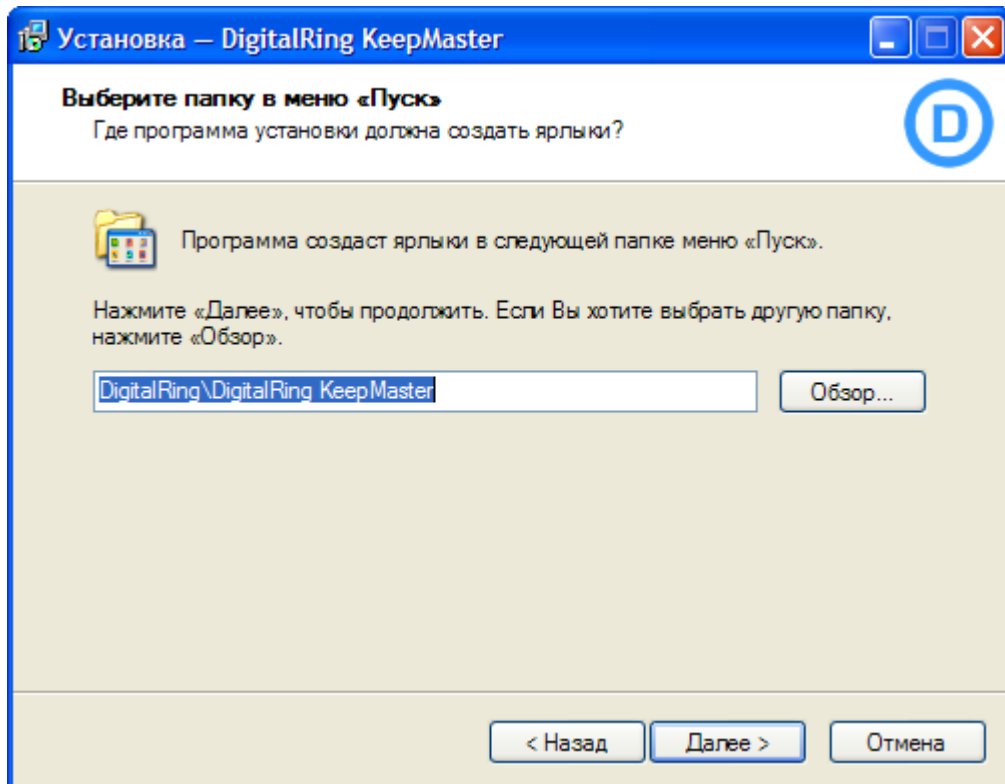 Установка — DigitalRing KeepMaster
Выберите папку в меню «Пуск»
Где программа установки должна создать ярлыки?
D
Программа создаст ярлыки в следующей папке меню «Пуск».
Нажмите «Далее», чтобы продолжить. Если Вы хотите выбрать другую папку,
нажмите «Обзор».
DigitalRing\DigitalRing KeepMaster
Обзор...
< Назад
Далее >
Отмена